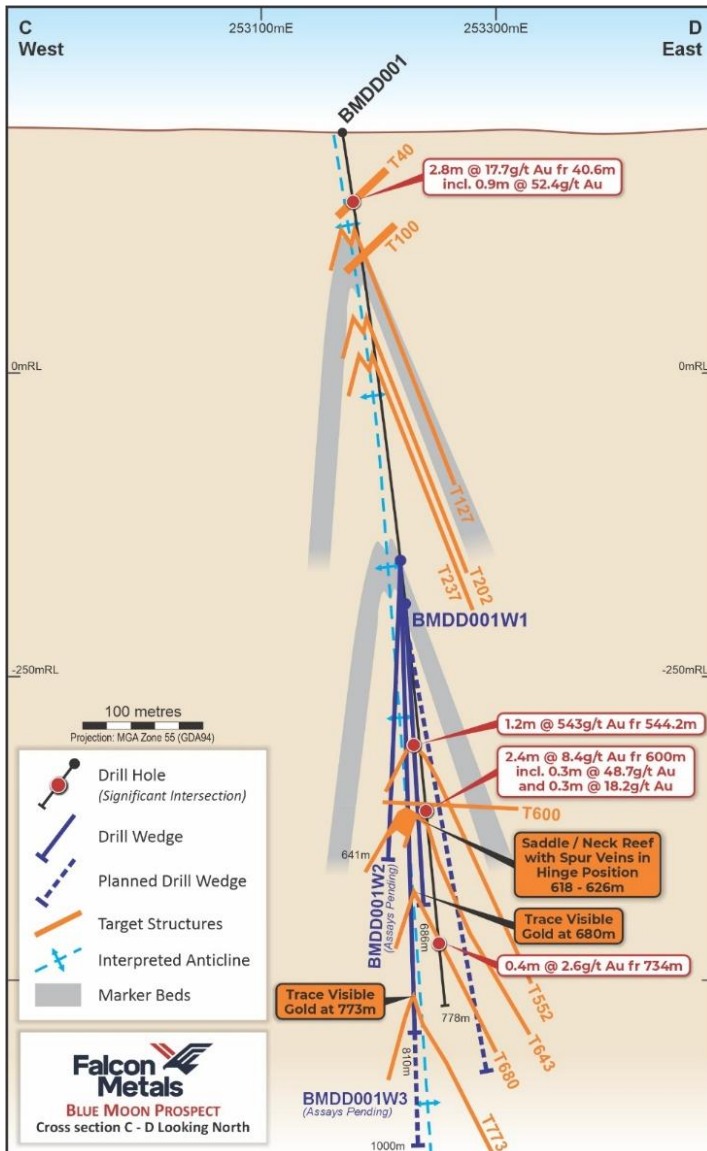 C
West
253100mE
253300mE
D
East
BMDD001
T40
2.8m @ 17.7g/t Au fr 40.6m
incl. 0.9m @ 52.4g/t Au
T100
0mRL
0mRL
T127
T202
T237
BMDD001W1
-250mRL
-250mRL
100 metres
Projection: MGA Zone 55 (GDA94)
1.2m @ 543g/t Au fr 544.2m
2.4m @ 8.4g/t Au fr 600m
incl. 0.3m @ 48.7g/t Au
and 0.3m @ 18.2g/t Au
T600
Saddle / Neck Reef
with Spur Veins in
Hinge Position
618 - 626m
641m
BMDD001W2
(Assays Pending)
Trace Visible
Gold at 680m
686m
0.4m @ 2.6g/t Au fr 734m
T552
Trace Visible
Gold at 773m
778m
T643
T680
810m
BMDD001W3
(Assays Pending)
T773
1000m
Drill Hole
(Significant Intersection)
Drill Wedge
Planned Drill Wedge
Target Structures
Interpreted Anticline
Marker Beds
Falcon
Metals
BLUE MOON PROSPECT
Cross section C - D Looking North